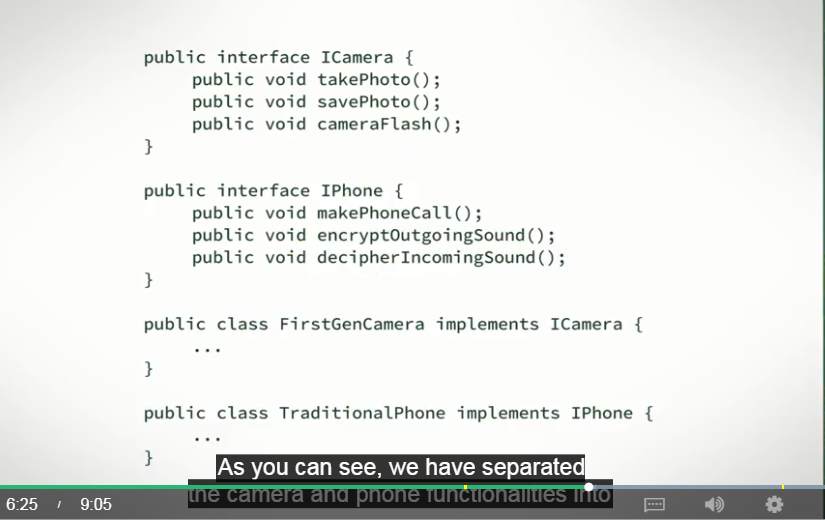 public interface ICamera {
public void takePhoto();
public void savePhoto();
public void cameraFlash();
}
public interface IPhone {
public void makePhoneCall();
public void encryptOutgoingSound();
public void decipherIncomingSound();
}
public class FirstGenCamera implements ICamera {
...
}
public class TraditionalPhone implements IPhone {
...
}
As you can see, we have separated
the camera and phone functionalities into
6:25 / 9:05